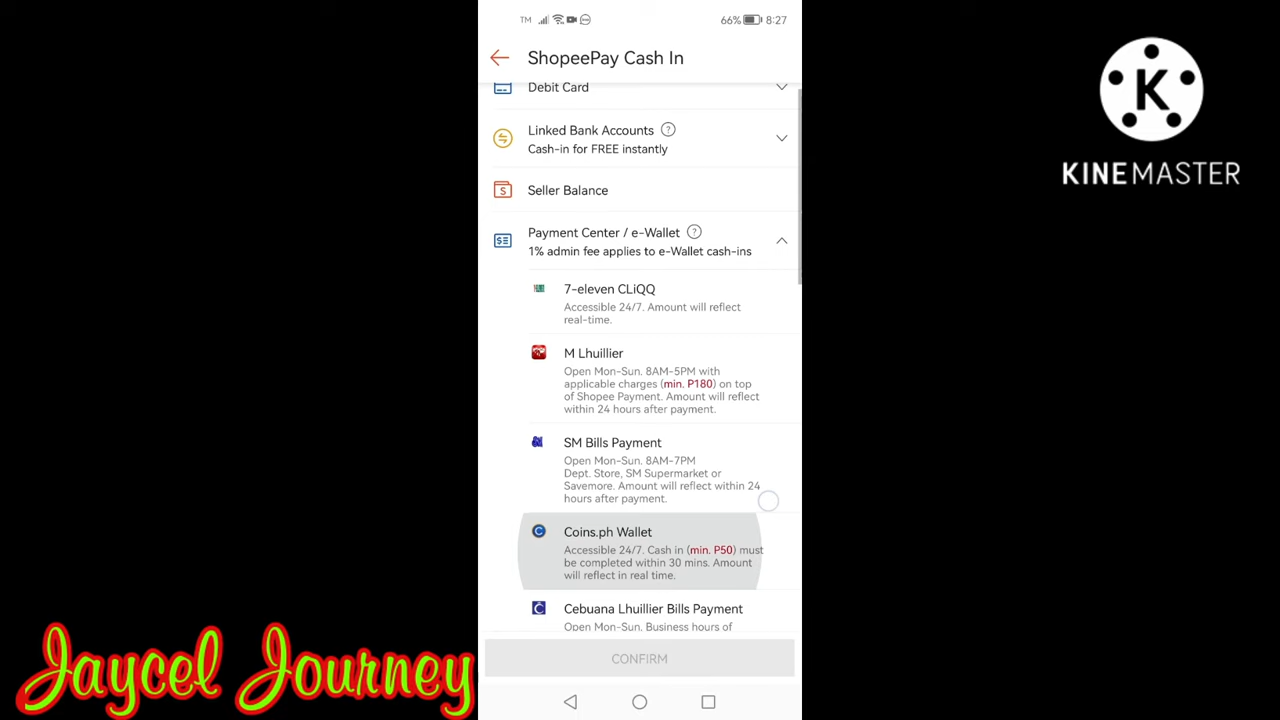 TM 66% 8:27
ShopeePay Cash In
Debit Card
Linked Bank Accounts ?
Cash-in for FREE instantly
Seller Balance
Payment Center / e-Wallet ?
1% admin fee applies to e-Wallet cash-ins
7-eleven CLiQQ
Accessible 24/7. Amount will reflect
real-time.
M Lhuillier
Open Mon-Sun. 8AM-5PM with
applicable charges (min. P180) on top
of Shopee Payment. Amount will reflect
within 24 hours after payment.
SM Bills Payment
Open Mon-Sun. 8AM-7PM
Dept. Store, SM Supermarket or
Savemore. Amount will reflect within 24
hours after payment.
Coins.ph Wallet
Accessible 24/7. Cash in (min. P50) must
be completed within 30 mins. Amount
will reflect in real time.
Cebuana Lhuillier Bills Payment
Open Mon-Sun. Business hours of
CONFIRM
K
KINEMASTER
Jaycel Journey